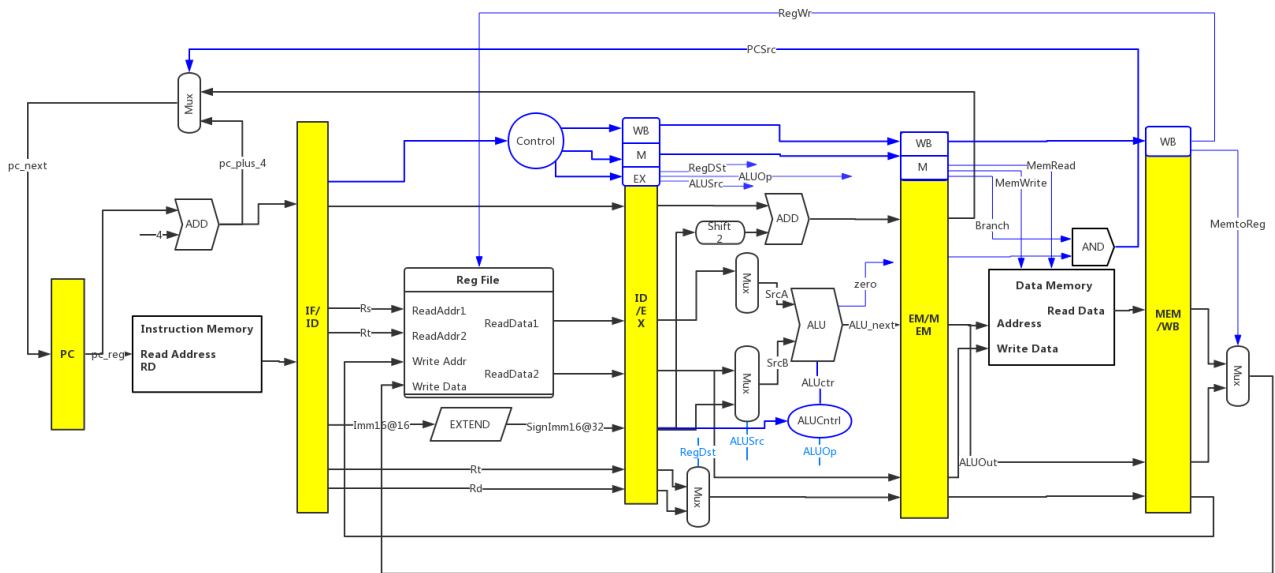 RegWr
PCSrc
Mux
pc_next
pc_plus_4
ADD
4
PC
pc_reg
Instruction Memory
Read Address
RD
IF/
ID
Control
WB
M
EX
RegDSt
ALUOp
ALUSrc
Rs
Rt
Reg File
ReadAddr1
ReadAddr2
Write Addr
Write Data
ReadData1
ReadData2
Imm16@16
EXTEND
SignImm16@32
Rt
Rd
ID
/E
X
Shift
2
ADD
Mux
SrcA
Mux
SrcB
ALU
zero
ALU_next
ALUctr
ALUCntrl
ALUSrc
ALUOp
RegDst
Mux
WB
M
EM/M
EM
MemRead
MemWrite
Branch
AND
Data Memory
Read Data
Address
Write Data
ALUOut
WB
MEM
/WB
MemtoReg
Mux